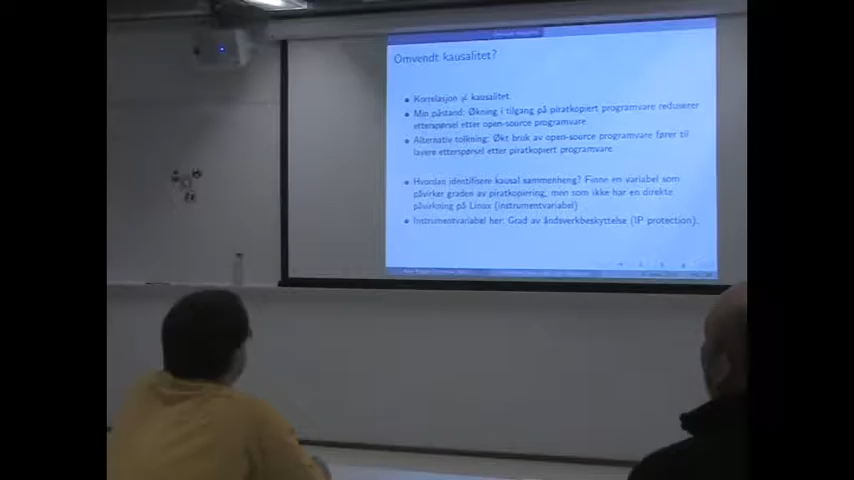 Omvendt kausalitet?
Korrelasjon ≠ kausalitet.
Min påstand: Økning i tilgang på piratkopiert programvare reduserer
etterspørsel etter open-source programvare.
Alternativ tolkning: Økt bruk av open-source programvare fører til
lavere etterspørsel etter piratkopiert programvare.
Hvordan identifisere kausal sammenheng? Finne en variabel som
påvirker graden av piratkopiering, men som ikke har en direkte
påvirkning på Linux (instrumentvariabel)
Instrumentvariabel her: Grad av åndsverkbeskyttelse (IP protection).